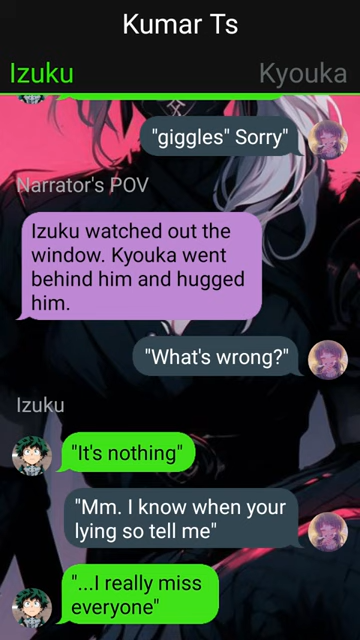 Kumar Ts
Izuku Kyouka
"giggles" Sorry"
Narrator's POV
Izuku watched out the
window. Kyouka went
behind him and hugged
him.
"What's wrong?"
Izuku
"It's nothing"
"Mm. I know when your
lying so tell me"
"...I really miss
everyone"